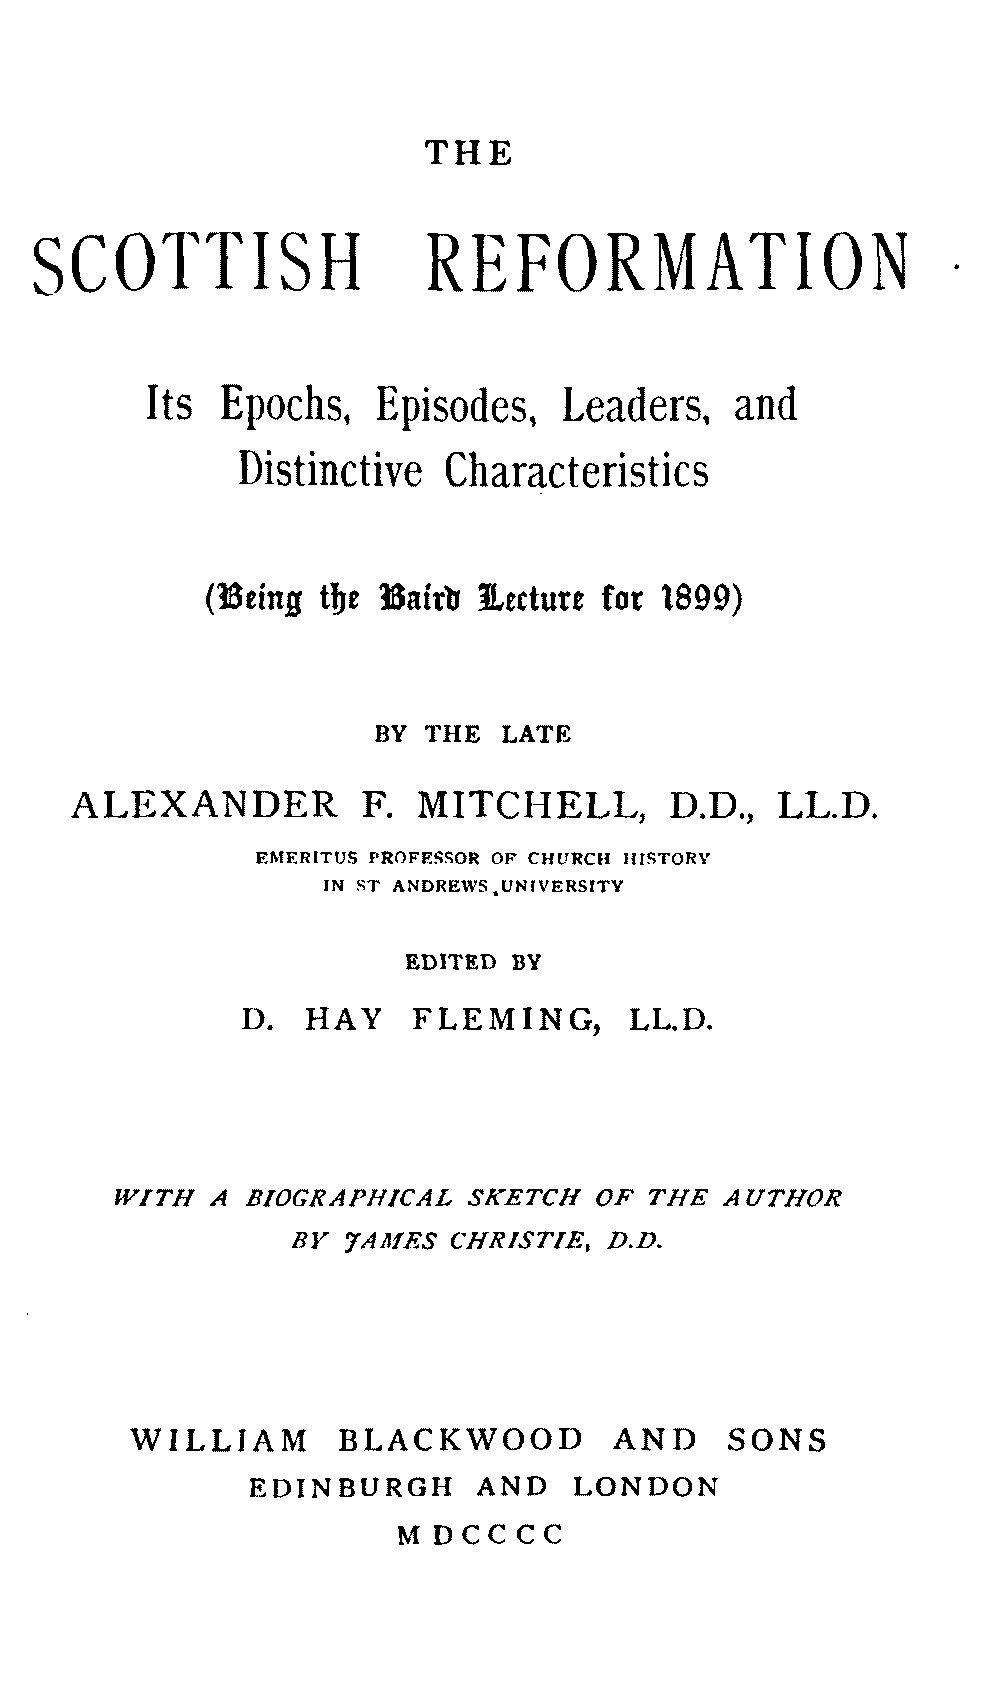 THE
SCOTTISH REFORMATION
Its Epochs, Episodes, Leaders, and
Distinctive Characteristics
(Being the Baird Lecture for 1899)
BY THE LATE
ALEXANDER F. MITCHELL, D.D., LL.D.
EMERITUS PROFESSOR OF CHURCH HISTORY
IN ST ANDREWS UNIVERSITY
EDITED BY
D. HAY FLEMING, LL.D.
WITH A BIOGRAPHICAL SKETCH OF THE AUTHOR
BY JAMES CHRISTIE, D.D.
WILLIAM BLACKWOOD AND SONS
EDINBURGH AND LONDON
MDCCCC